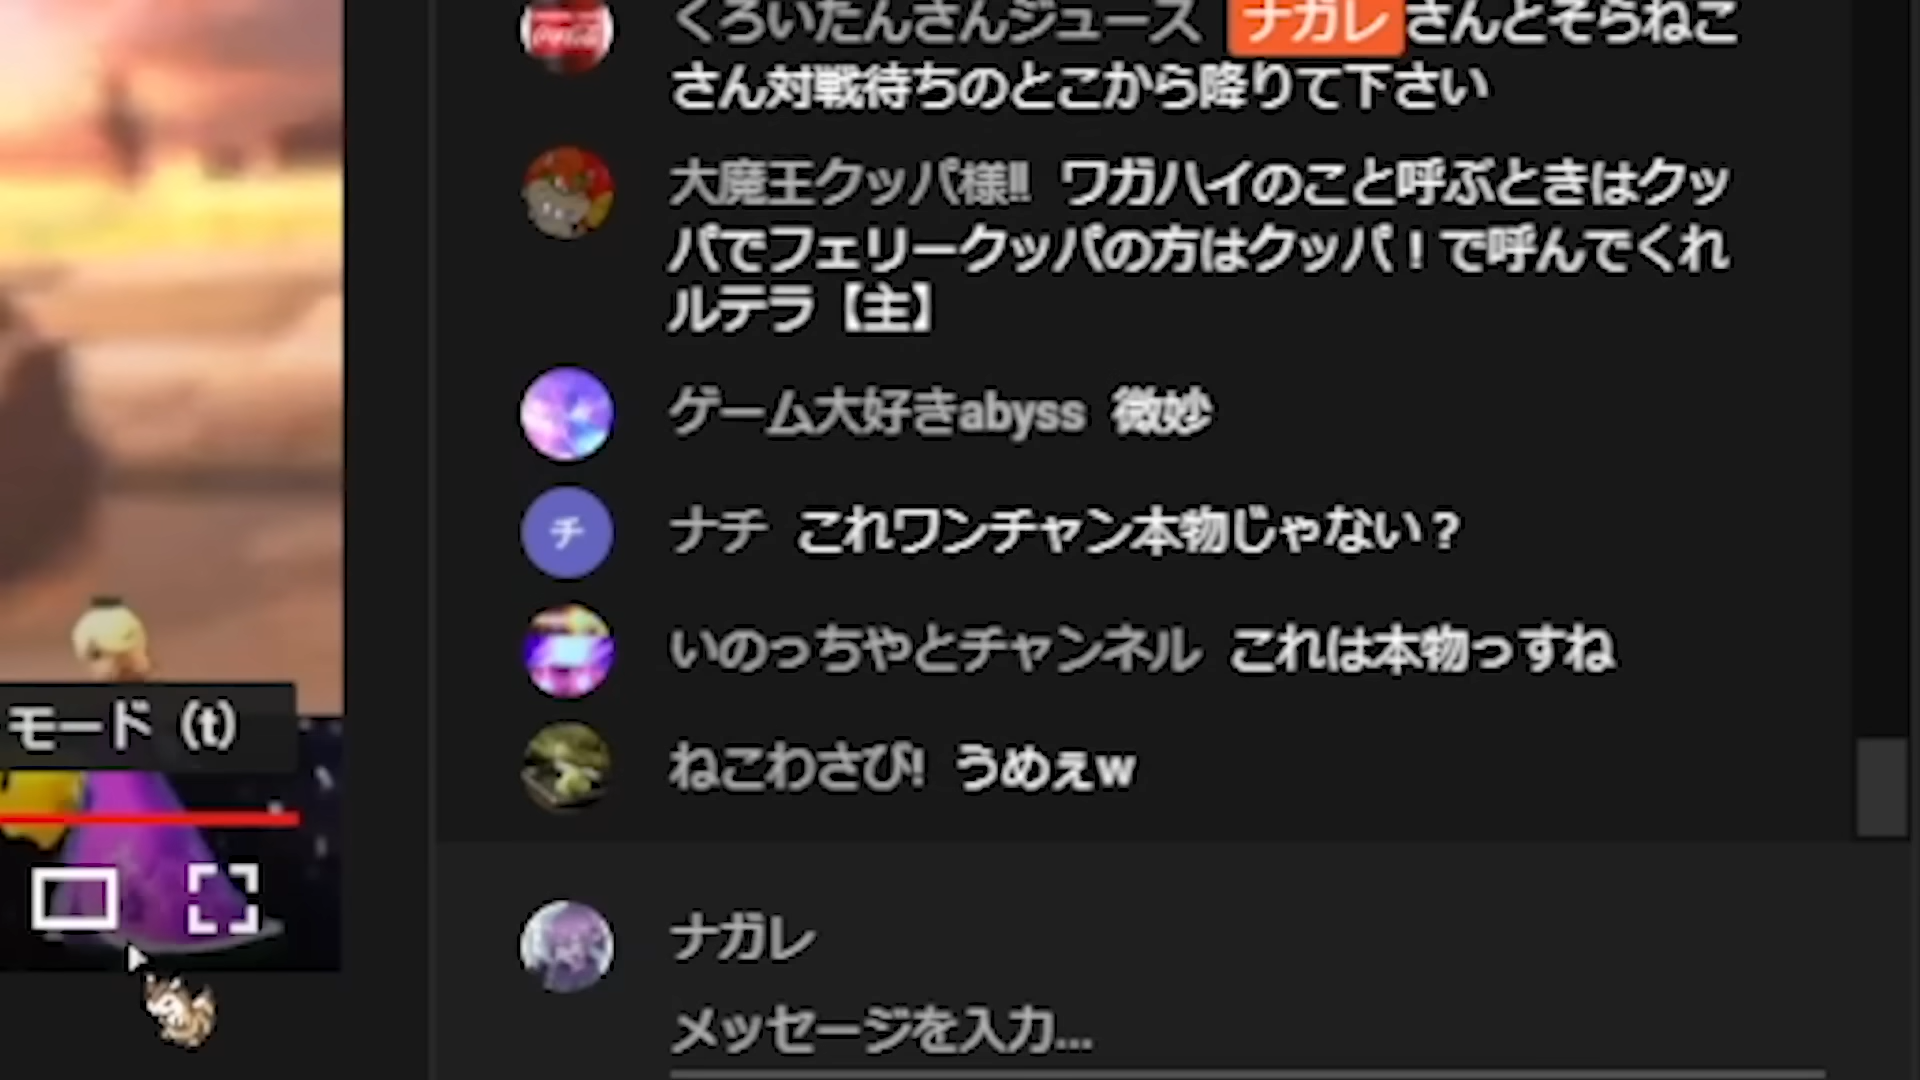 くろいたんさんジュース ナガレさんとそらねこ
さん対戦待ちのとこから降りて下さい
大魔王クッパ様!! ワガハイのこと呼ぶときはクッ
パでフェリークッパの方はクッパ！で呼んでくれ
ルテラ【主】
ゲーム大好きabyss 微妙
チ
ナチ これワンチャン本物じゃない？
いのっちやとチャンネル これは本物っすね
モード（t）
ねこわさび! うめぇw
ナガレ
メッセージを入力...